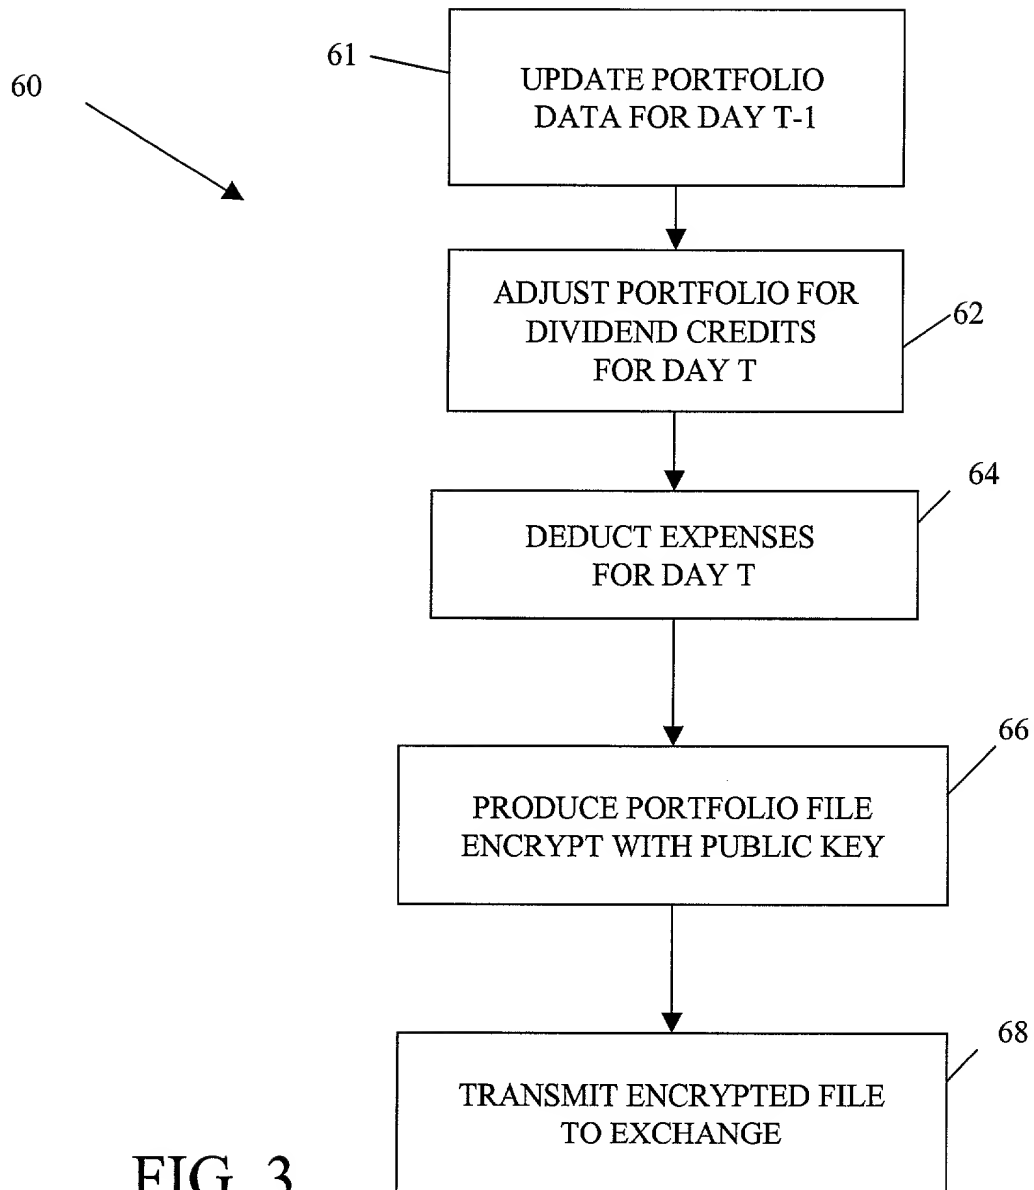 61
UPDATE PORTFOLIO
DATA FOR DAY T-1
60
ADJUST PORTFOLIO FOR
DIVIDEND CREDITS
FOR DAY T
62
64
DEDUCT EXPENSES
FOR DAY T
66
PRODUCE PORTFOLIO FILE
ENCRYPT WITH PUBLIC KEY
68
TRANSMIT ENCRYPTED FILE
TO EXCHANGE
FIG. 3